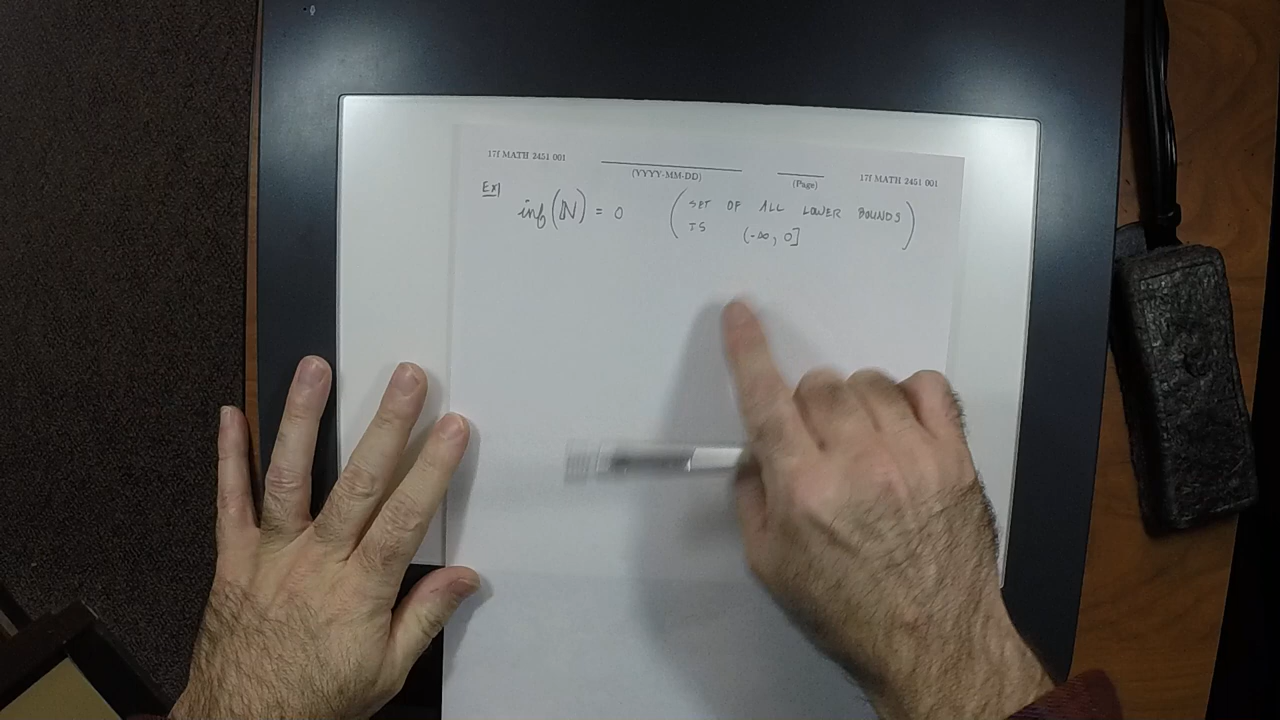 17f MATH 2451 001
(YYYY-MM-DD)
(Page)
17f MATH 2451 001
Ex)
inf(ℕ) = 0 (SET OF ALL LOWER BOUNDS
IS (-∞, 0])